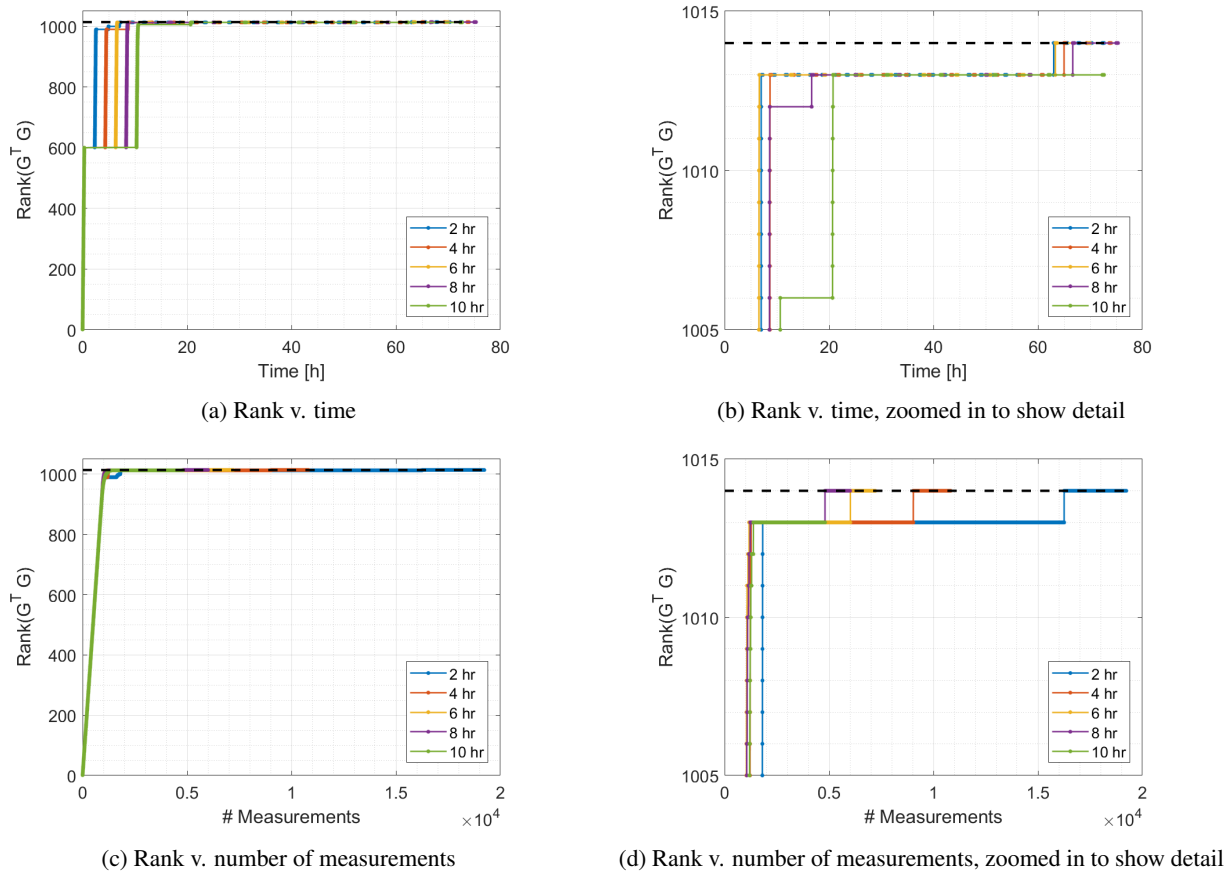 1000
800
600
400
200
0
Rank(G^T G)
0 20 40 60 80
Time [h]
2 hr
4 hr
6 hr
8 hr
10 hr
(a) Rank v. time
1015
1010
1005
Rank(G^T G)
0 20 40 60 80
Time [h]
2 hr
4 hr
6 hr
8 hr
10 hr
(b) Rank v. time, zoomed in to show detail
1000
800
600
400
200
0
Rank(G^T G)
0 0.5 1 1.5 2
# Measurements
×10^4
2 hr
4 hr
6 hr
8 hr
10 hr
(c) Rank v. number of measurements
1015
1010
1005
Rank(G^T G)
0 0.5 1 1.5 2
# Measurements
×10^4
2 hr
4 hr
6 hr
8 hr
10 hr
(d) Rank v. number of measurements, zoomed in to show detail